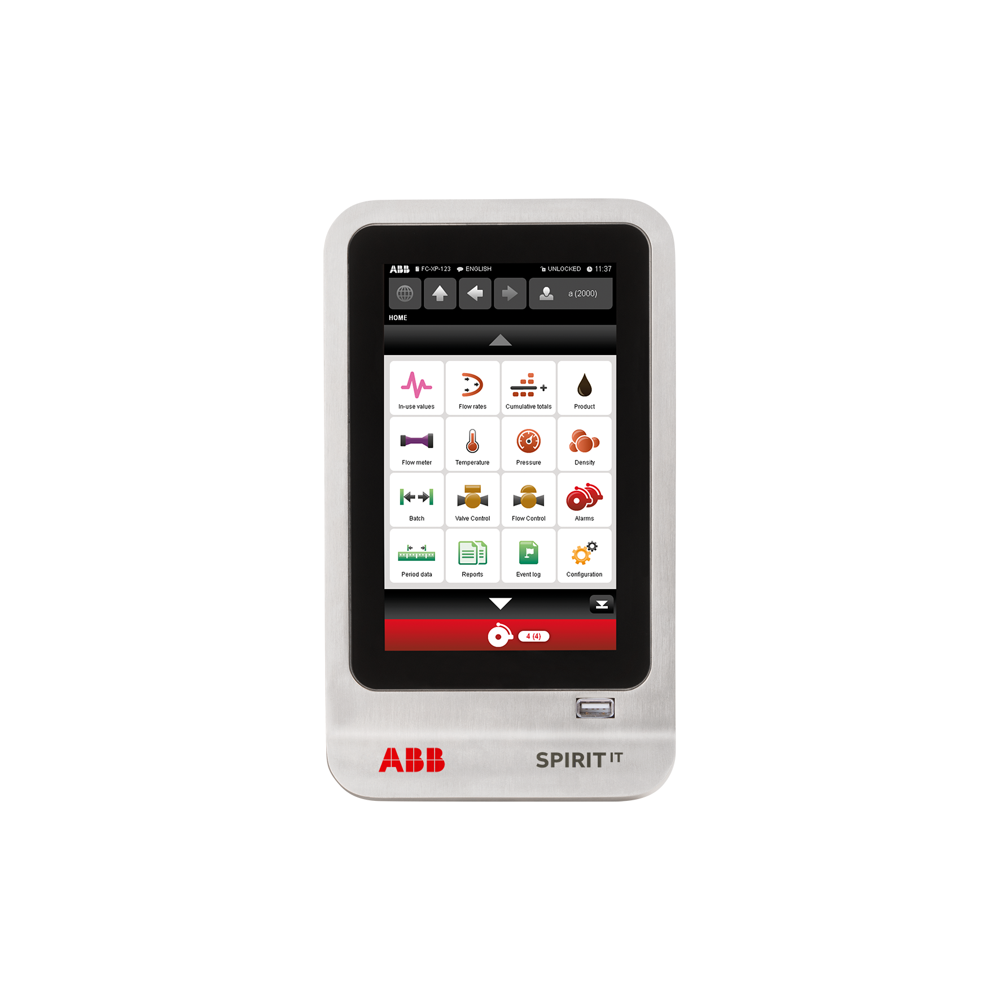 ABB FC-XP-123 ENGLISH UNLOCKED 11:37
a (2000)
HOME
In-use values Flow rates Cumulative totals Product
Flow meter Temperature Pressure Density
Batch Valve Control Flow Control Alarms
Period data Reports Event log Configuration
4 (4)
ABB SPIRIT IT